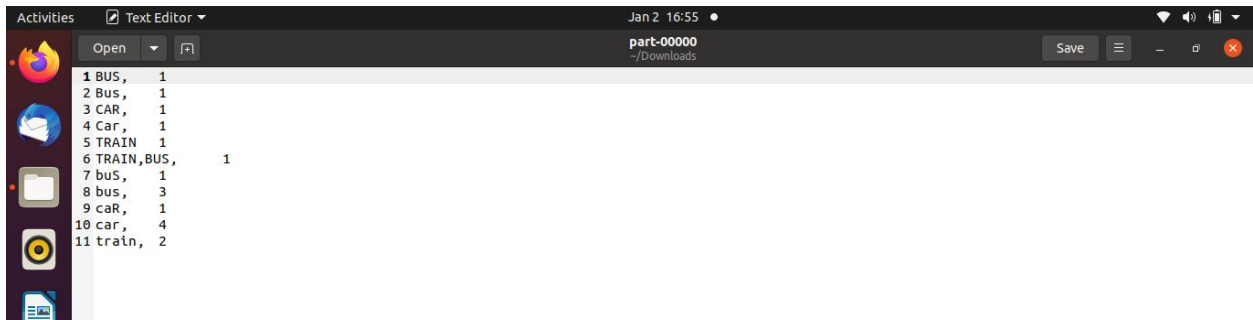 Activities Text Editor Jan 2 16:55
Open part-00000 Save
~/Downloads
1 BUS, 1
2 Bus, 1
3 CAR, 1
4 Car, 1
5 TRAIN 1
6 TRAIN,BUS, 1
7 buS, 1
8 bus, 3
9 caR, 1
10 car, 4
11 train, 2